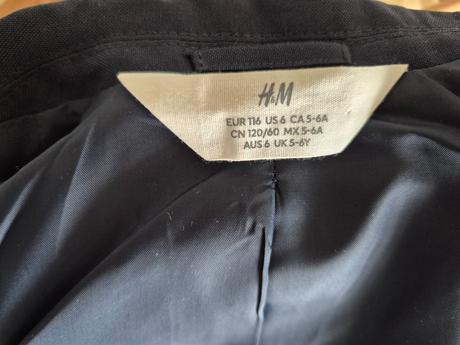 H&M
EUR 116 US 6 CA 5-6A
CN 120/60 MX 5-6A
AUS 6 UK 5-6Y